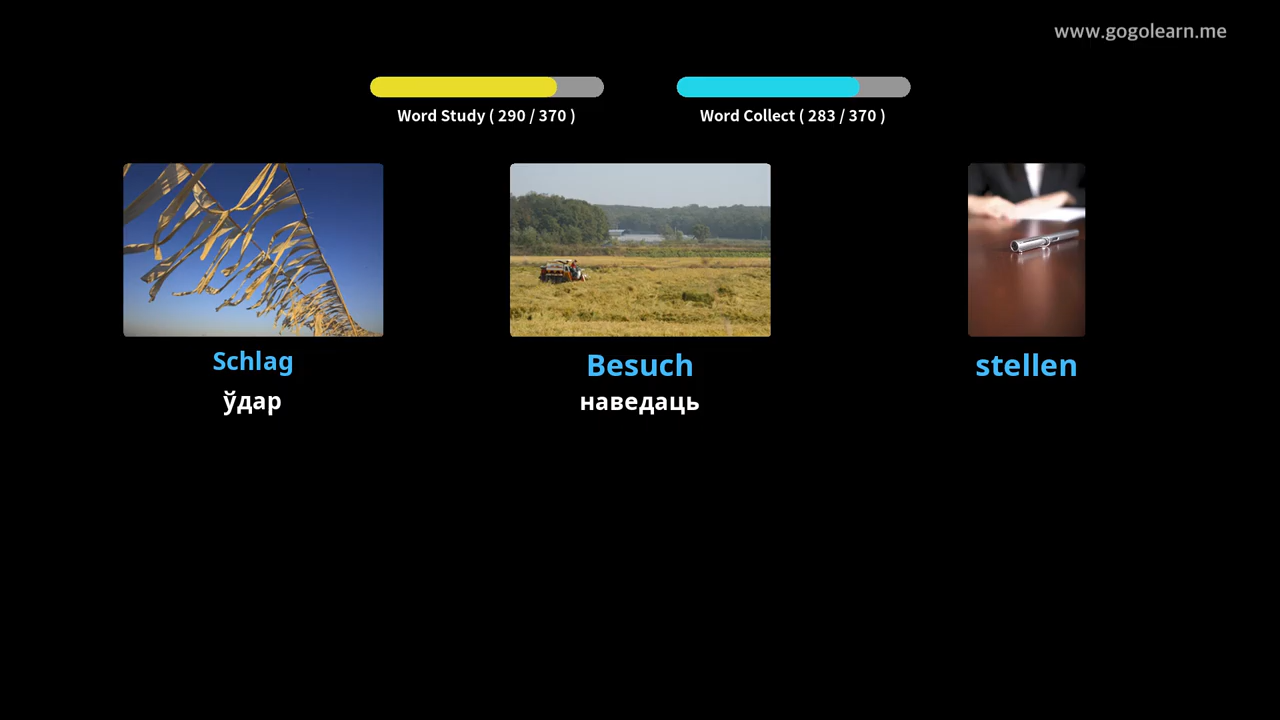 www.gogolearn.me
Word Study ( 290 / 370 )
Word Collect ( 283 / 370 )
Schlag
ўдар
Besuch
наведаць
stellen